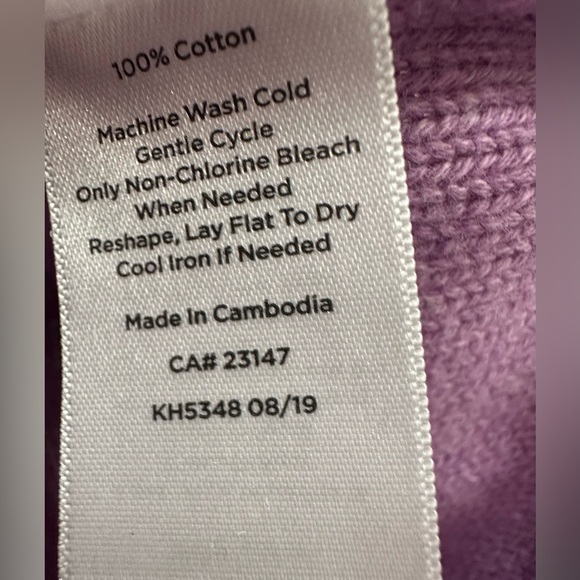 100% Cotton
Machine Wash Cold
Gentle Cycle
Only Non-Chlorine Bleach
When Needed
Reshape, Lay Flat To Dry
Cool Iron If Needed
Made In Cambodia
CA# 23147
KH5348 08/19